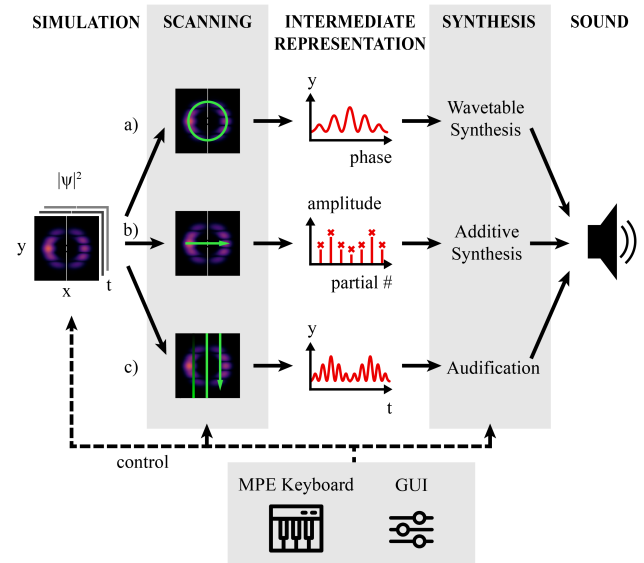 SIMULATION
SCANNING
INTERMEDIATE
REPRESENTATION
SYNTHESIS
SOUND
a)
y
phase
Wavetable
Synthesis
|ψ|²
y
x
t
b)
amplitude
partial #
Additive
Synthesis
c)
y
t
Audification
control
MPE Keyboard
GUI